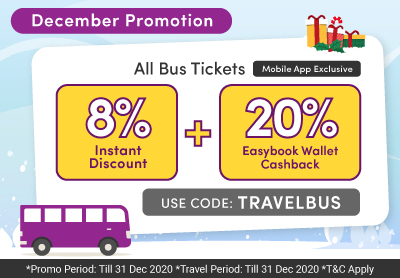 December Promotion
All Bus Tickets Mobile App Exclusive
8% + 20%
Instant Discount
Easybook Wallet Cashback
USE CODE: TRAVELBUS
*Promo Period: Till 31 Dec 2020 *Travel Period: Till 31 Dec 2020 *T&C Apply